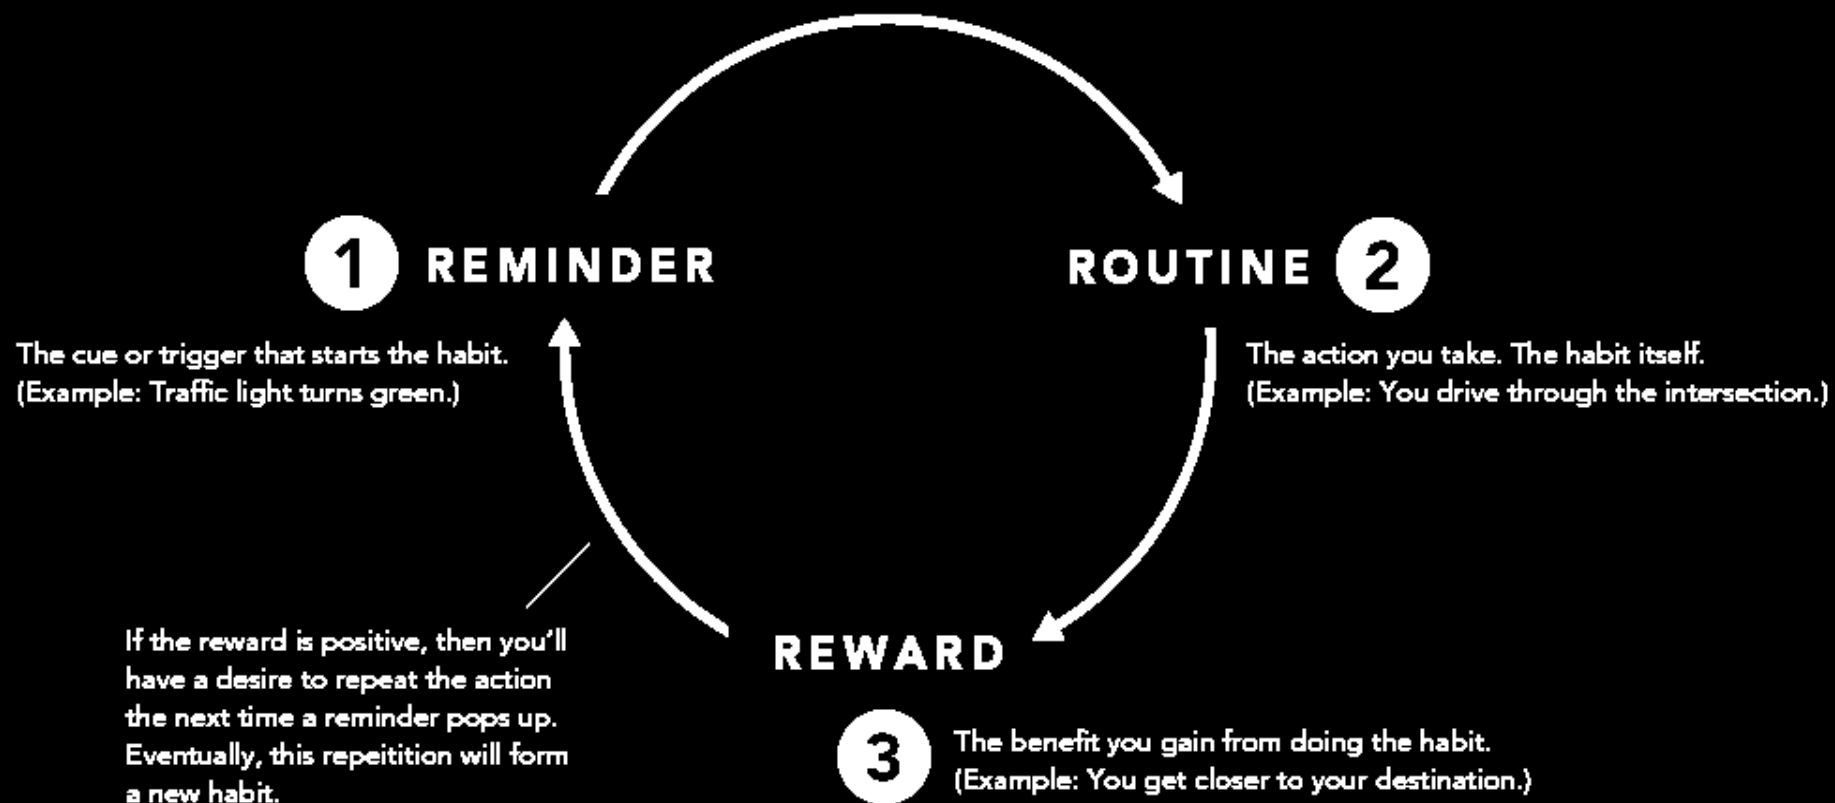 1 REMINDER
The cue or trigger that starts the habit.
(Example: Traffic light turns green.)
ROUTINE 2
The action you take. The habit itself.
(Example: You drive through the intersection.)
REWARD
3
The benefit you gain from doing the habit.
(Example: You get closer to your destination.)
If the reward is positive, then you'll
have a desire to repeat the action
the next time a reminder pops up.
Eventually, this repeitition will form
a new habit.